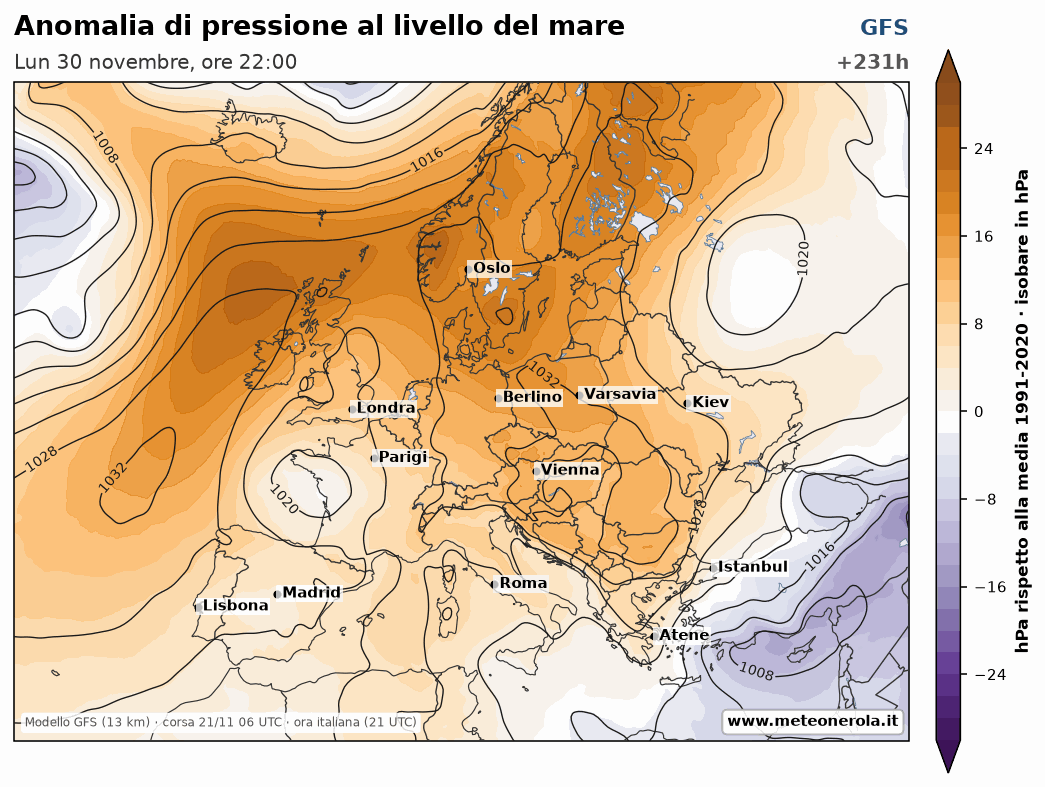 Anomalia di pressione al livello del mare
GFS
Lun 30 novembre, ore 22:00
+231h
1008
1016
1020
Oslo
1032
Berlino
Varsavia
Kiev
Londra
1028
Parigi
1032
Vienna
1020
1028
1016
Istanbul
Roma
Madrid
Lisbona
Atene
1008
Modello GFS (13 km) · corsa 21/11 06 UTC · ora italiana (21 UTC)
www.meteonerola.it
24
16
8
0
−8
−16
−24
hPa rispetto alla media 1991-2020 · isobare in hPa